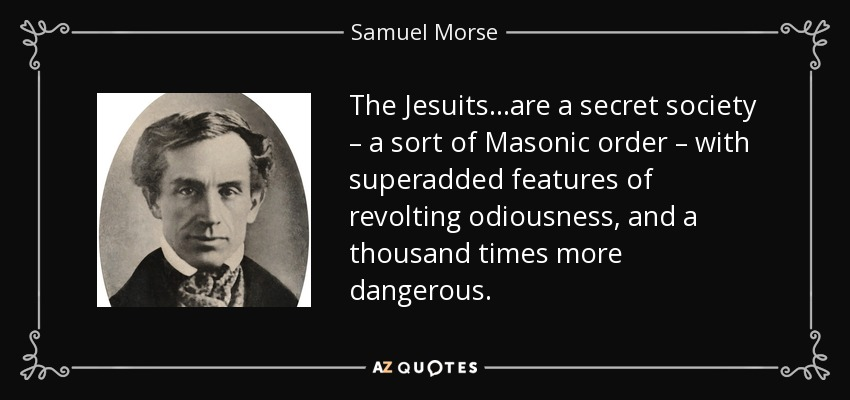 Samuel Morse
The Jesuits...are a secret society
– a sort of Masonic order – with
superadded features of
revolting odiousness, and a
thousand times more
dangerous.
AZ QUOTES